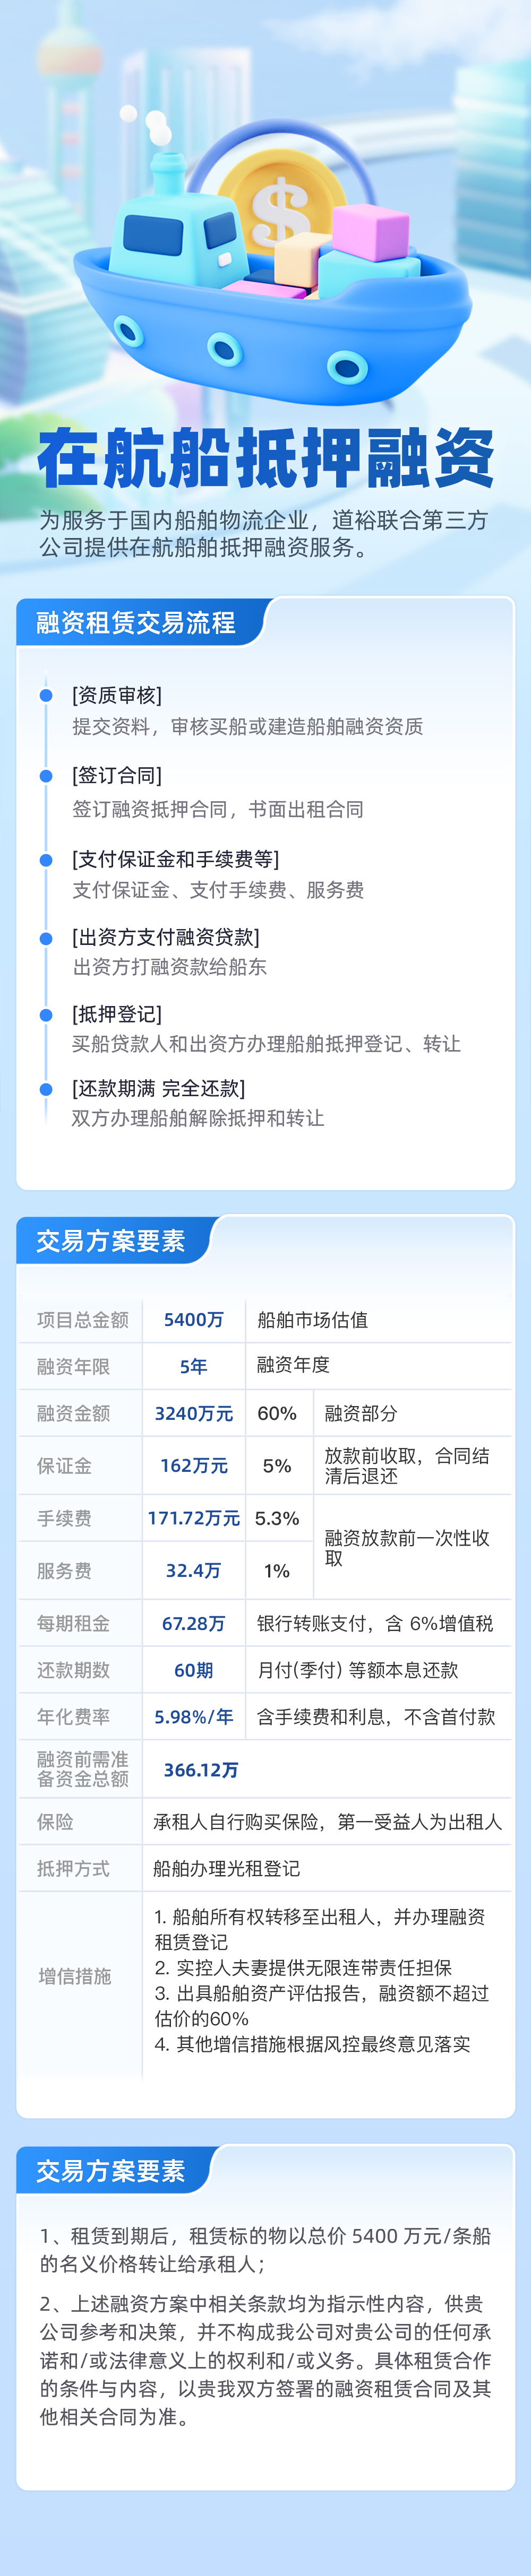 在航船抵押融资
为服务于国内船舶物流企业，道裕联合第三方
公司提供在航船舶抵押融资服务。
融资租赁交易流程
[资质审核]
提交资料，审核买船或建造船舶融资资质
[签订合同]
签订融资抵押合同，书面出租合同
[支付保证金和手续费等]
支付保证金、支付手续费、服务费
[出资方支付融资贷款]
出资方打融资款给船东
[抵押登记]
买船贷款人和出资方办理船舶抵押登记、转让
[还款期满 完全还款]
双方办理船舶解除抵押和转让
交易方案要素
项目总金额 5400万 船舶市场估值
融资年限 5年 融资年度
融资金额 3240万元 60% 融资部分
保证金 162万元 5% 放款前收取，合同结
清后退还
手续费 171.72万元 5.3%
融资放款前一次性收
取
服务费 32.4万 1%
每期租金 67.28万 银行转账支付，含 6%增值税
还款期数 60期 月付(季付) 等额本息还款
年化费率 5.98%/年 含手续费和利息，不含首付款
融资前需准
备资金总额 366.12万
保险 承租人自行购买保险，第一受益人为出租人
抵押方式 船舶办理光租登记
增信措施
1. 船舶所有权转移至出租人，并办理融资
租赁登记
2. 实控人夫妻提供无限连带责任担保
3. 出具船舶资产评估报告，融资额不超过
估价的60%
4. 其他增信措施根据风控最终意见落实
交易方案要素
1、租赁到期后，租赁标的物以总价 5400 万元/条船
的名义价格转让给承租人；
2、上述融资方案中相关条款均为指示性内容，供贵
公司参考和决策，并不构成我公司对贵公司的任何承
诺和/或法律意义上的权利和/或义务。具体租赁合作
的条件与内容，以贵我双方签署的融资租赁合同及其
他相关合同为准。